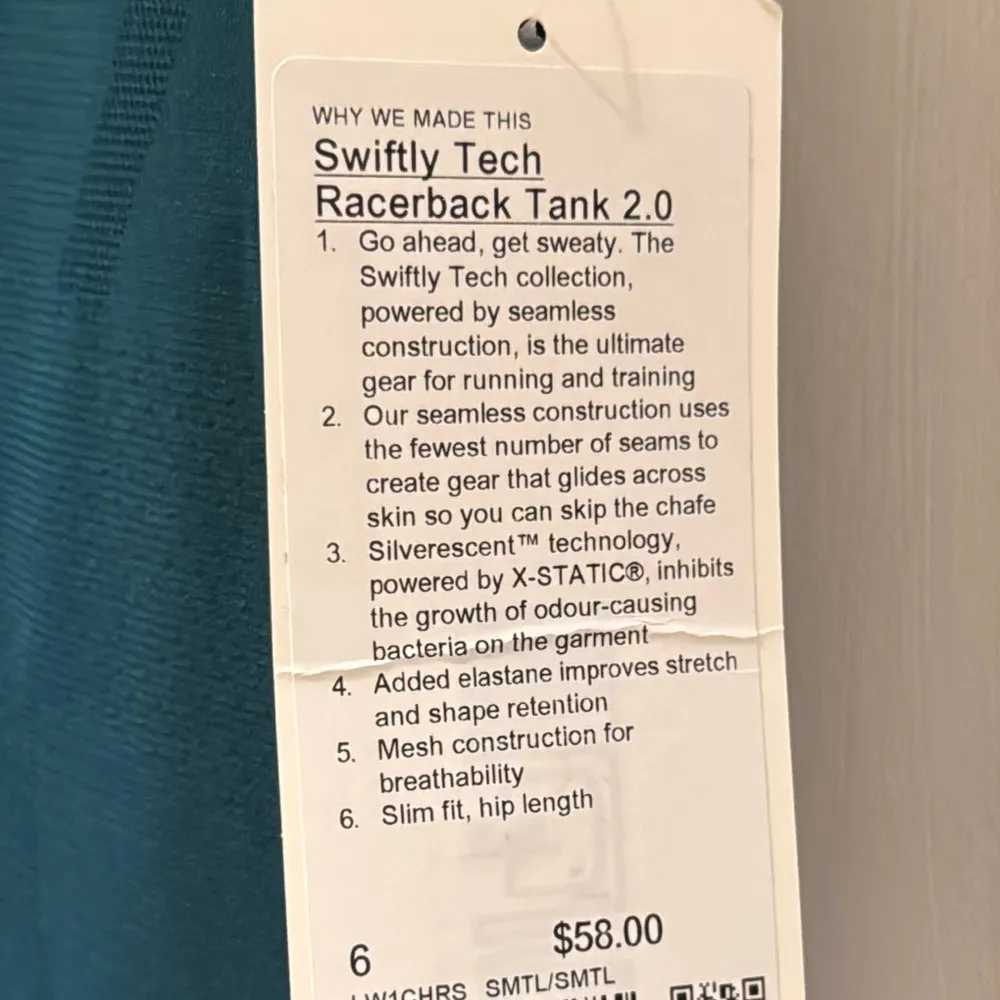 WHY WE MADE THIS
Swiftly Tech
Racerback Tank 2.0
1. Go ahead, get sweaty. The
Swiftly Tech collection,
powered by seamless
construction, is the ultimate
gear for running and training
2. Our seamless construction uses
the fewest number of seams to
create gear that glides across
skin so you can skip the chafe
3. Silverescent™ technology,
powered by X-STATIC®, inhibits
the growth of odour-causing
bacteria on the garment
4. Added elastane improves stretch
and shape retention
5. Mesh construction for
breathability
6. Slim fit, hip length
6 $58.00
LW1CHRS SMTL/SMTL